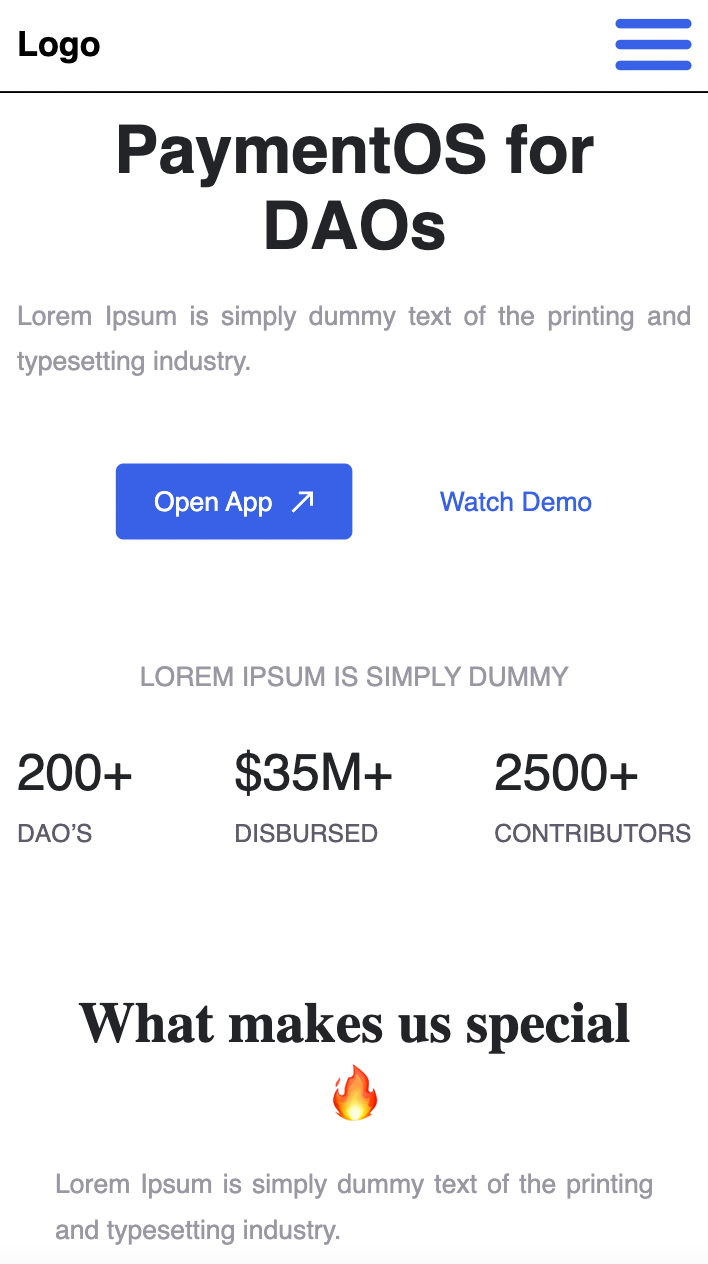 Logo
PaymentOS for
DAOs
Lorem Ipsum is simply dummy text of the printing and
typesetting industry.
Open App
Watch Demo
LOREM IPSUM IS SIMPLY DUMMY
200+
$35M+
2500+
DAO’S
DISBURSED
CONTRIBUTORS
What makes us special
🔥
Lorem Ipsum is simply dummy text of the printing
and typesetting industry.